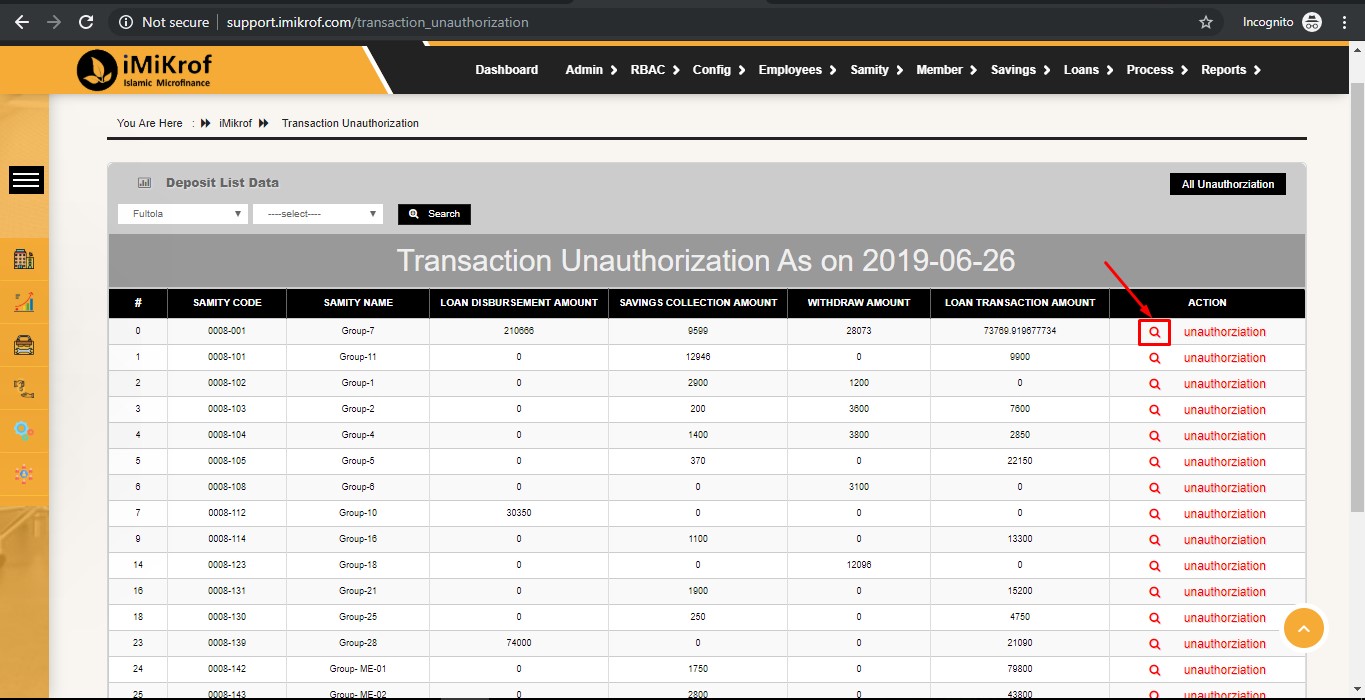 Not secure support.imikrof.com/transaction_unauthorization Incognito
iMiKrof
Islamic Microfinance
Dashboard Admin RBAC Config Employees Samity Member Savings Loans Process Reports
You Are Here : iMikrof Transaction Unauthorization
Deposit List Data All Unauthorziation
Fultola ----select---- Search
Transaction Unauthorization As on 2019-06-26
# SAMITY CODE SAMITY NAME LOAN DISBURSEMENT AMOUNT SAVINGS COLLECTION AMOUNT WITHDRAW AMOUNT LOAN TRANSACTION AMOUNT ACTION
0 0008-001 Group-7 210666 9599 28073 73769.919677734 unauthorziation
1 0008-101 Group-11 0 12946 0 9900 unauthorziation
2 0008-102 Group-1 0 2900 1200 0 unauthorziation
3 0008-103 Group-2 0 200 3600 7600 unauthorziation
4 0008-104 Group-4 0 1400 3800 2850 unauthorziation
5 0008-105 Group-5 0 370 0 22150 unauthorziation
6 0008-108 Group-6 0 0 3100 0 unauthorziation
7 0008-112 Group-10 30350 0 0 0 unauthorziation
9 0008-114 Group-16 0 1100 0 13300 unauthorziation
14 0008-123 Group-18 0 0 12096 0 unauthorziation
16 0008-131 Group-21 0 1900 0 15200 unauthorziation
18 0008-130 Group-25 0 250 0 4750 unauthorziation
23 0008-139 Group-28 74000 0 0 21090 unauthorziation
24 0008-142 Group- ME-01 0 1750 0 79800 unauthorziation
25 0008-143 Group- ME-02 0 2800 0 43800 unauthorziation